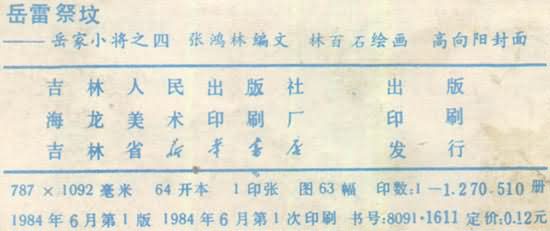 岳雷祭坟
——岳家小将之四 张鸿林编文 林百石绘画 高向阳封面
吉林人民出版社 出版
海龙美术印刷厂 印刷
吉林省新华书店 发行
787×1092毫米 64开本 1印张 图63幅 印数:1—1.270.510册
1984年6月第1版 1984年6月第1次印刷 书号:8091·1611 定价:0.12元